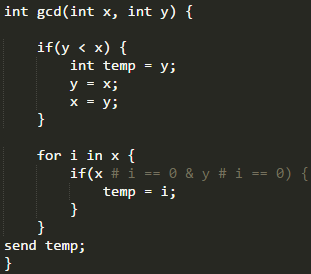 int gcd(int x, int y) {
if(y < x) {
int temp = y;
y = x;
x = y;
}
for i in x {
if(x # i == 0 & y # i == 0) {
temp = i;
}
}
send temp;
}